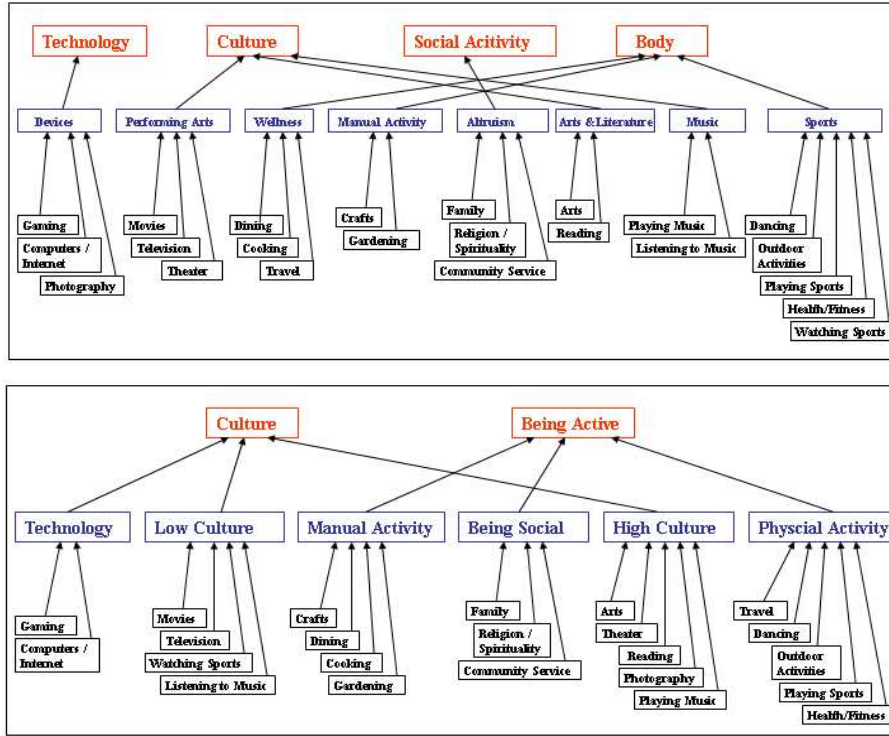 Technology
Culture
Social Acitivity
Body
Devices
Performing Arts
Wellness
Manual Activity
Altruism
Arts & Literature
Music
Sports
Gaming
Computers /
Internet
Photography
Movies
Television
Theater
Dining
Cooking
Travel
Crafts
Gardening
Family
Religion /
Spirituality
Community Service
Arts
Reading
Playing Music
Listening to Music
Dancing
Outdoor
Activities
Playing Sports
Health/Fitness
Watching Sports
Culture
Being Active
Technology
Low Culture
Manual Activity
Being Social
High Culture
Physcial Activity
Gaming
Computers /
Internet
Movies
Television
Watching Sports
Listening to Music
Crafts
Dining
Cooking
Gardening
Family
Religion /
Spirituality
Community Service
Arts
Theater
Reading
Photography
Playing Music
Travel
Dancing
Outdoor
Activities
Playing Sports
Health/Fitness